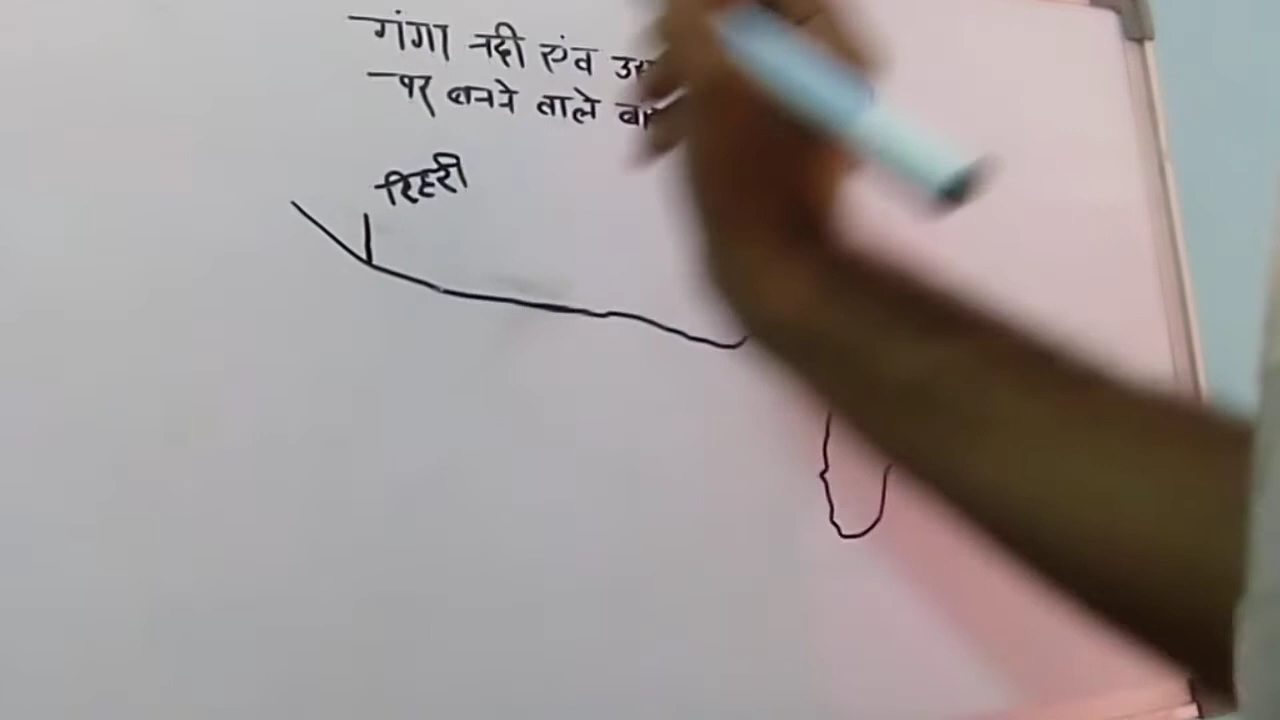 गंगा नदी एंव
पर बनने वाले
टिहरी